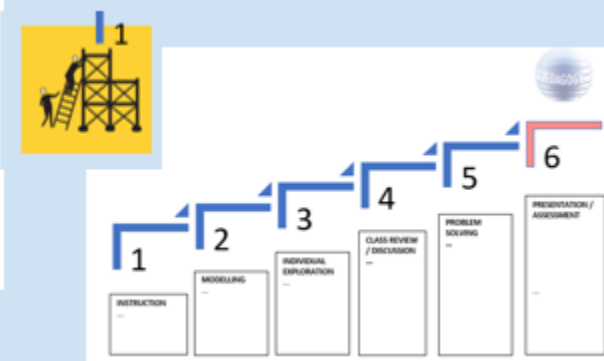 1
1
INSTRUCTION
...
2
MODELLING
...
3
INDIVIDUAL
EXPLORATION
...
4
CLASS REVIEW
/ DISCUSSION
...
5
PROBLEM
SOLVING
...
6
PRESENTATION /
ASSESSMENT
...